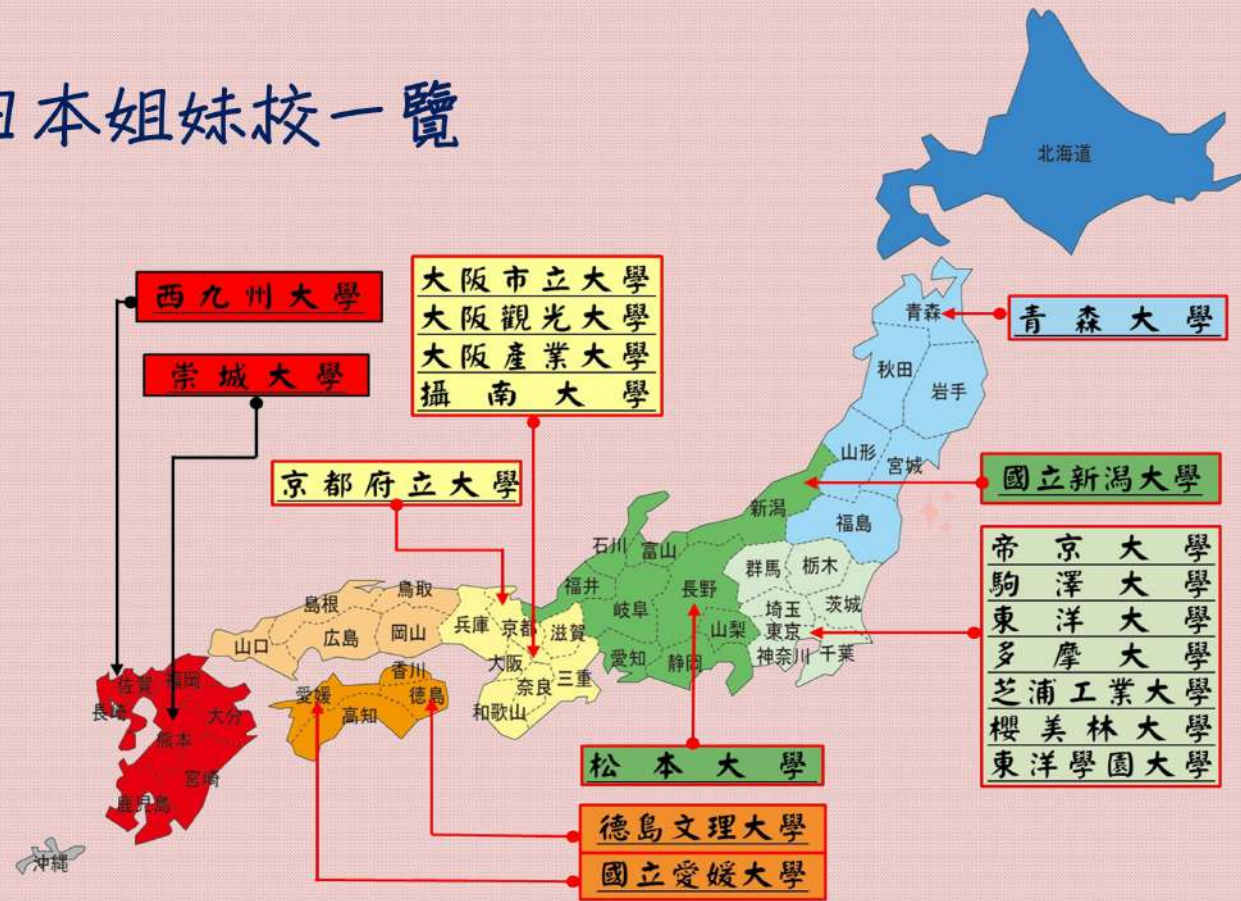 日本姐妹校一覽
北海道
西九州大學
崇城大學
大阪市立大學
大阪觀光大學
大阪產業大學
攝南大學
京都府立大學
青森大學
國立新潟大學
帝京大學
駒澤大學
東洋大學
多摩大學
芝浦工業大學
櫻美林大學
東洋學園大學
松本大學
德島文理大學
國立愛媛大學
青森
秋田
岩手
山形
宮城
福島
新潟
石川
富山
福井
岐阜
長野
山梨
愛知
静岡
群馬
栃木
埼玉
茨城
東京
神奈川
千葉
兵庫
京都
滋賀
大阪
奈良
三重
和歌山
鳥取
島根
岡山
広島
山口
香川
愛媛
徳島
高知
福岡
佐賀
長崎
大分
熊本
宮崎
鹿児島
沖縄